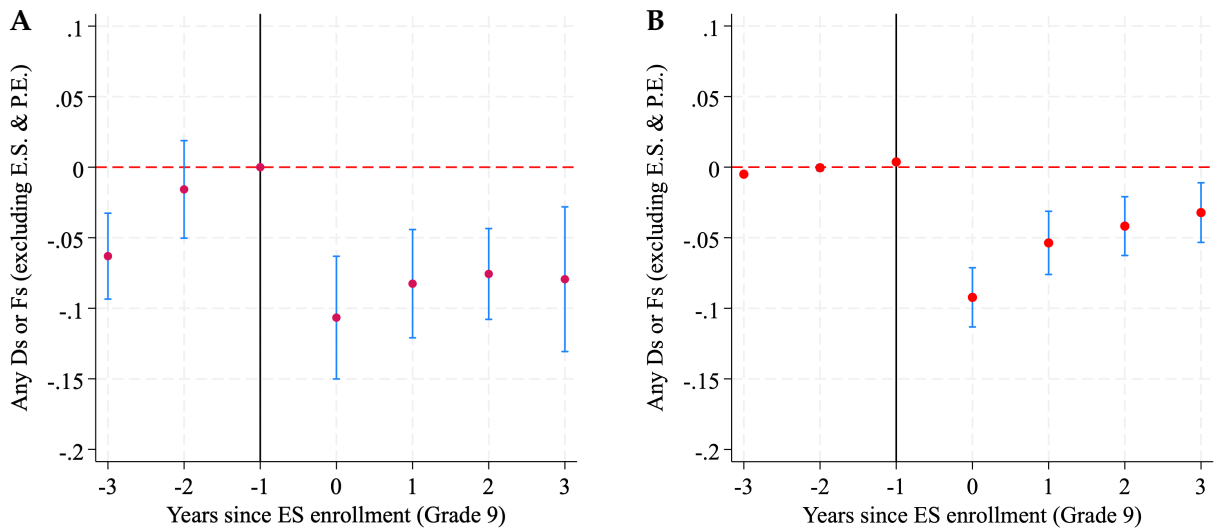 A
Any Ds or Fs (excluding E.S. & P.E.)
.1
.05
0
-.05
-.1
-.15
-.2
-3 -2 -1 0 1 2 3
Years since ES enrollment (Grade 9)
B
Any Ds or Fs (excluding E.S. & P.E.)
.1
.05
0
-.05
-.1
-.15
-.2
-3 -2 -1 0 1 2 3
Years since ES enrollment (Grade 9)